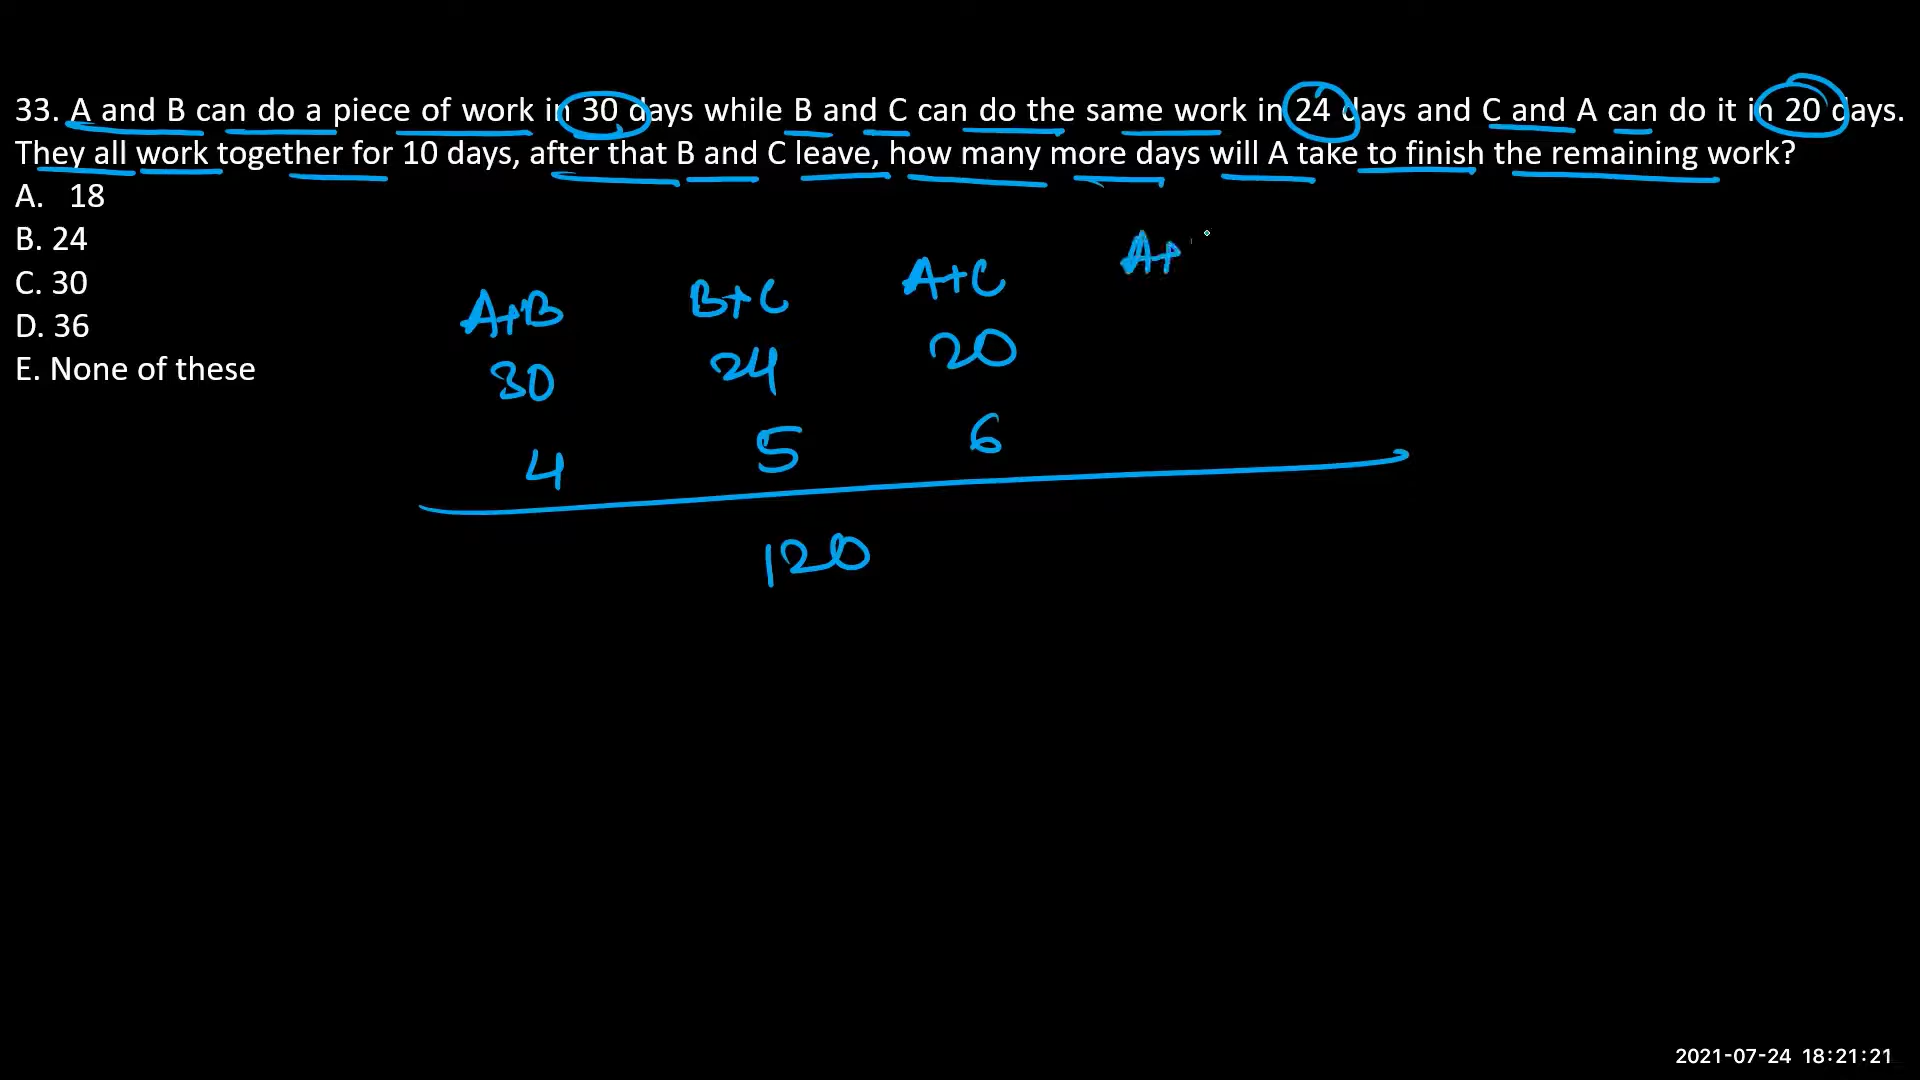 33. A and B can do a piece of work in 30 days while B and C can do the same work in 24 days and C and A can do it in 20 days.
They all work together for 10 days, after that B and C leave, how many more days will A take to finish the remaining work?
A. 18
B. 24
C. 30
D. 36
E. None of these
A+B B+C A+C A+
30 24 20
4 5 6
120
2021-07-24 18:21:21